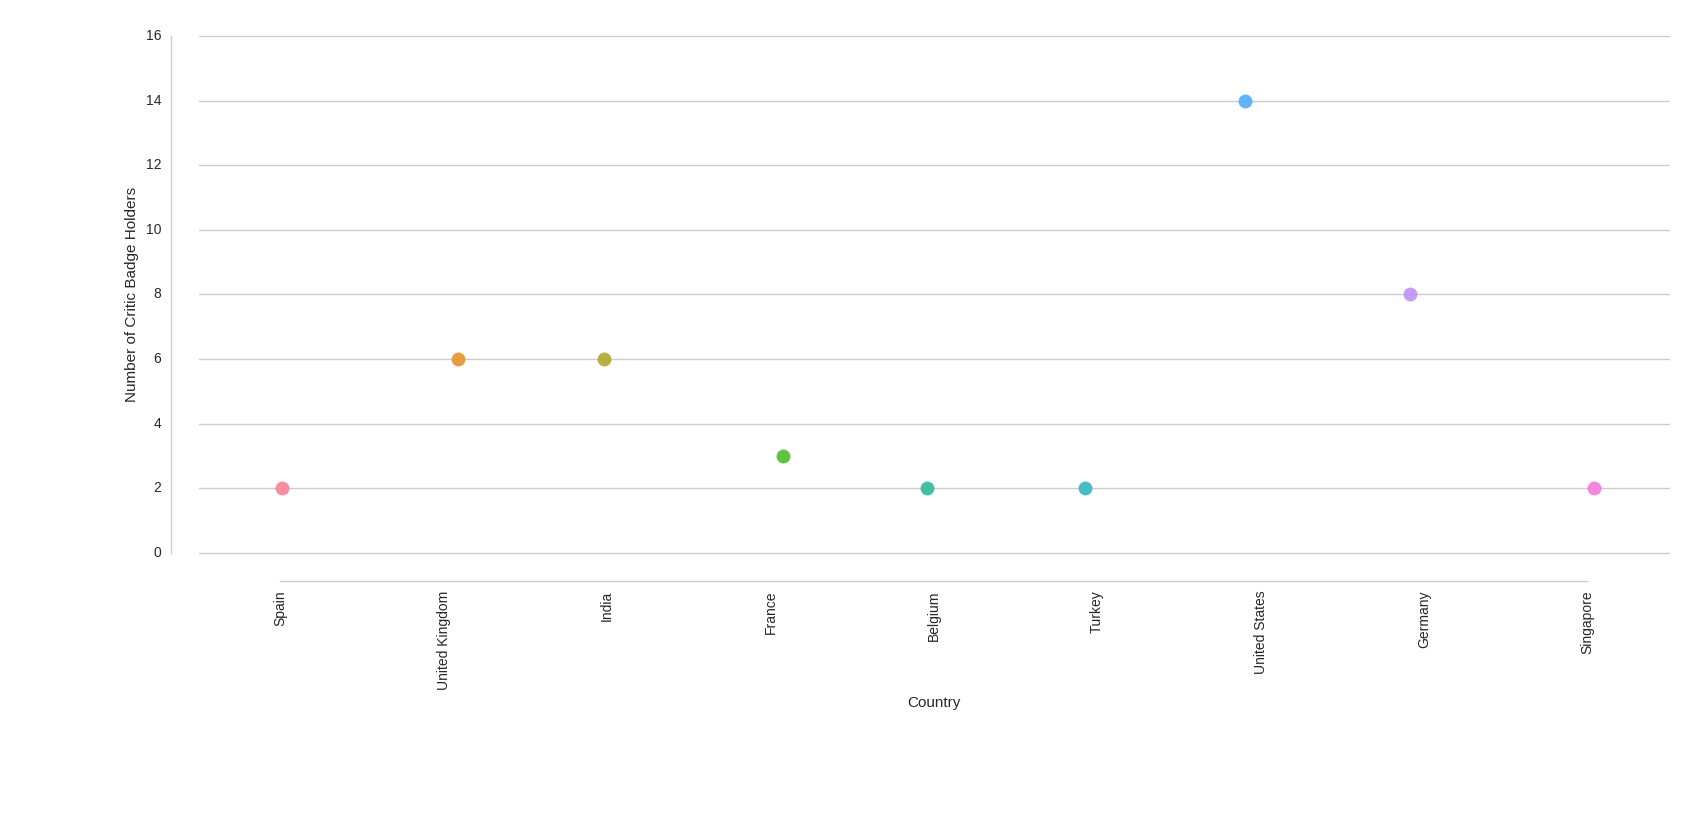 16
14
12
10
8
6
4
2
0
Number of Critic Badge Holders
Spain
United Kingdom
India
France
Belgium
Turkey
United States
Germany
Singapore
Country